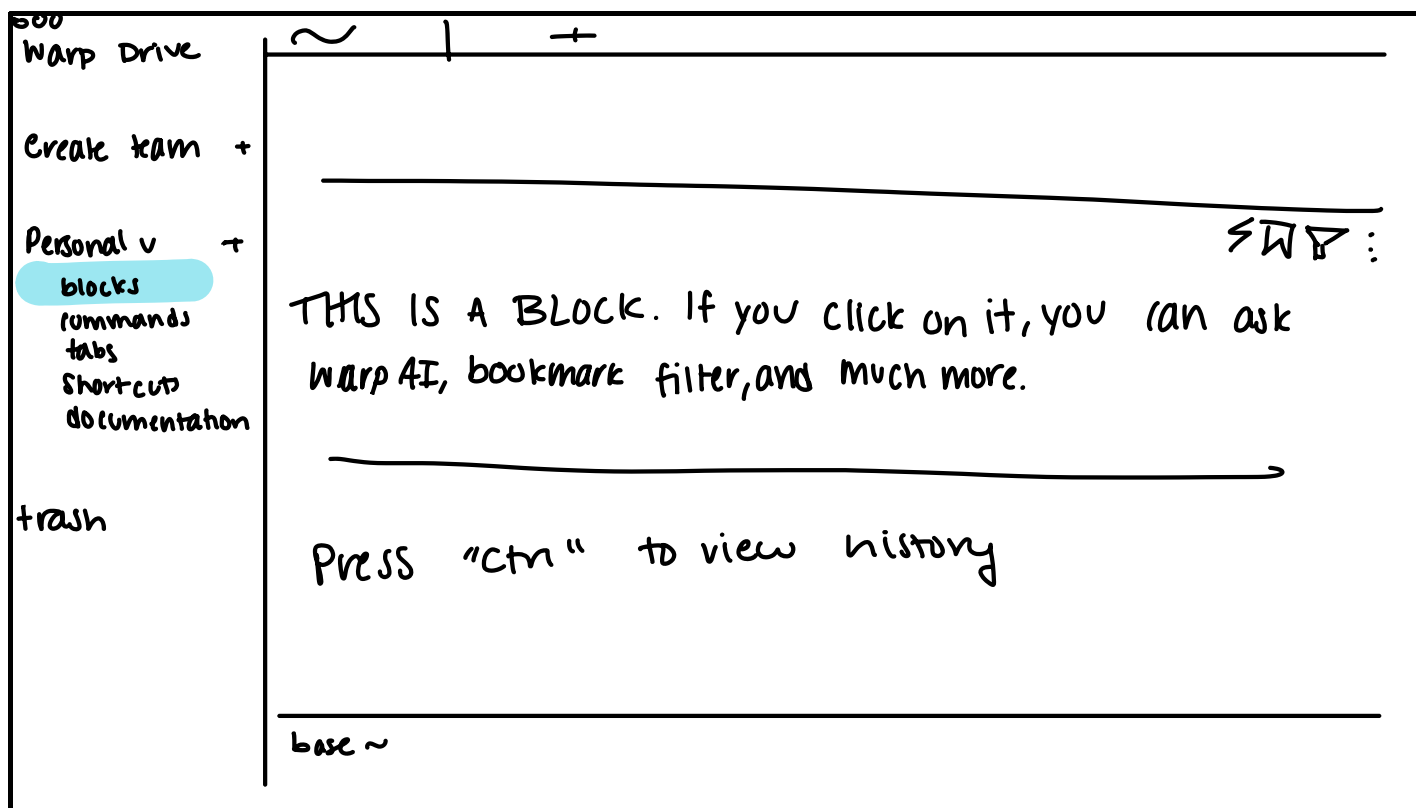 Warp Drive
~ | +
Create team +
Personal v +
blocks
commands
tabs
shortcuts
documentation
trash
THIS IS A BLOCK. If you click on it, you can ask
warp AI, bookmark filter, and much more.
Press "ctrl" to view history
base ~